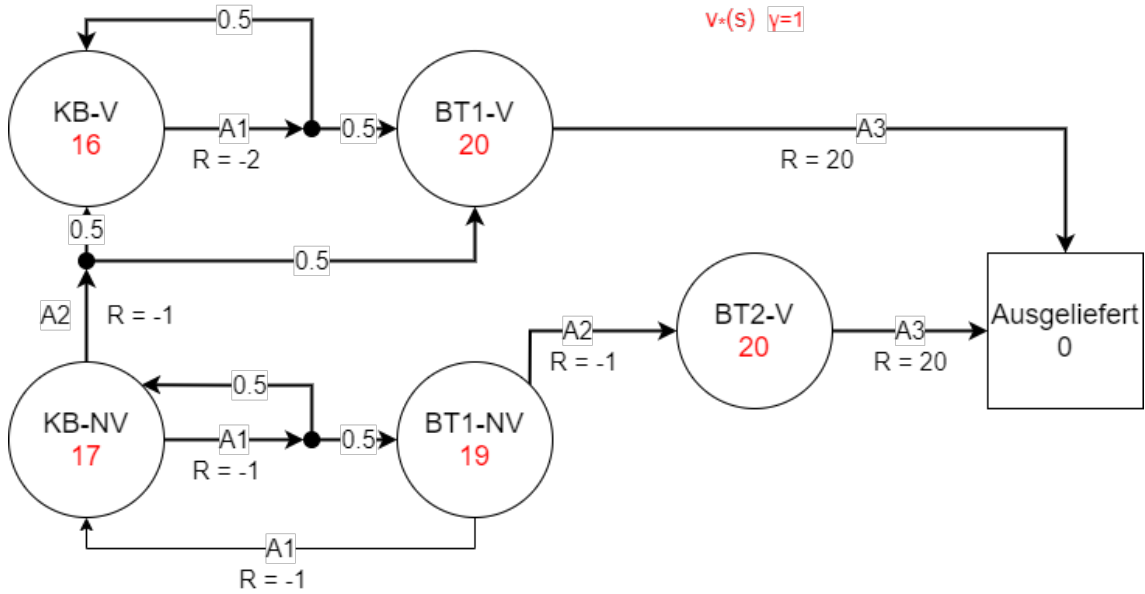 v*(s) γ=1
0.5
KB-V
16
A1
R = -2
0.5
BT1-V
20
A3
R = 20
0.5
0.5
A2
R = -1
KB-NV
17
0.5
A1
R = -1
0.5
BT1-NV
19
A2
R = -1
BT2-V
20
A3
R = 20
Ausgeliefert
0
A1
R = -1